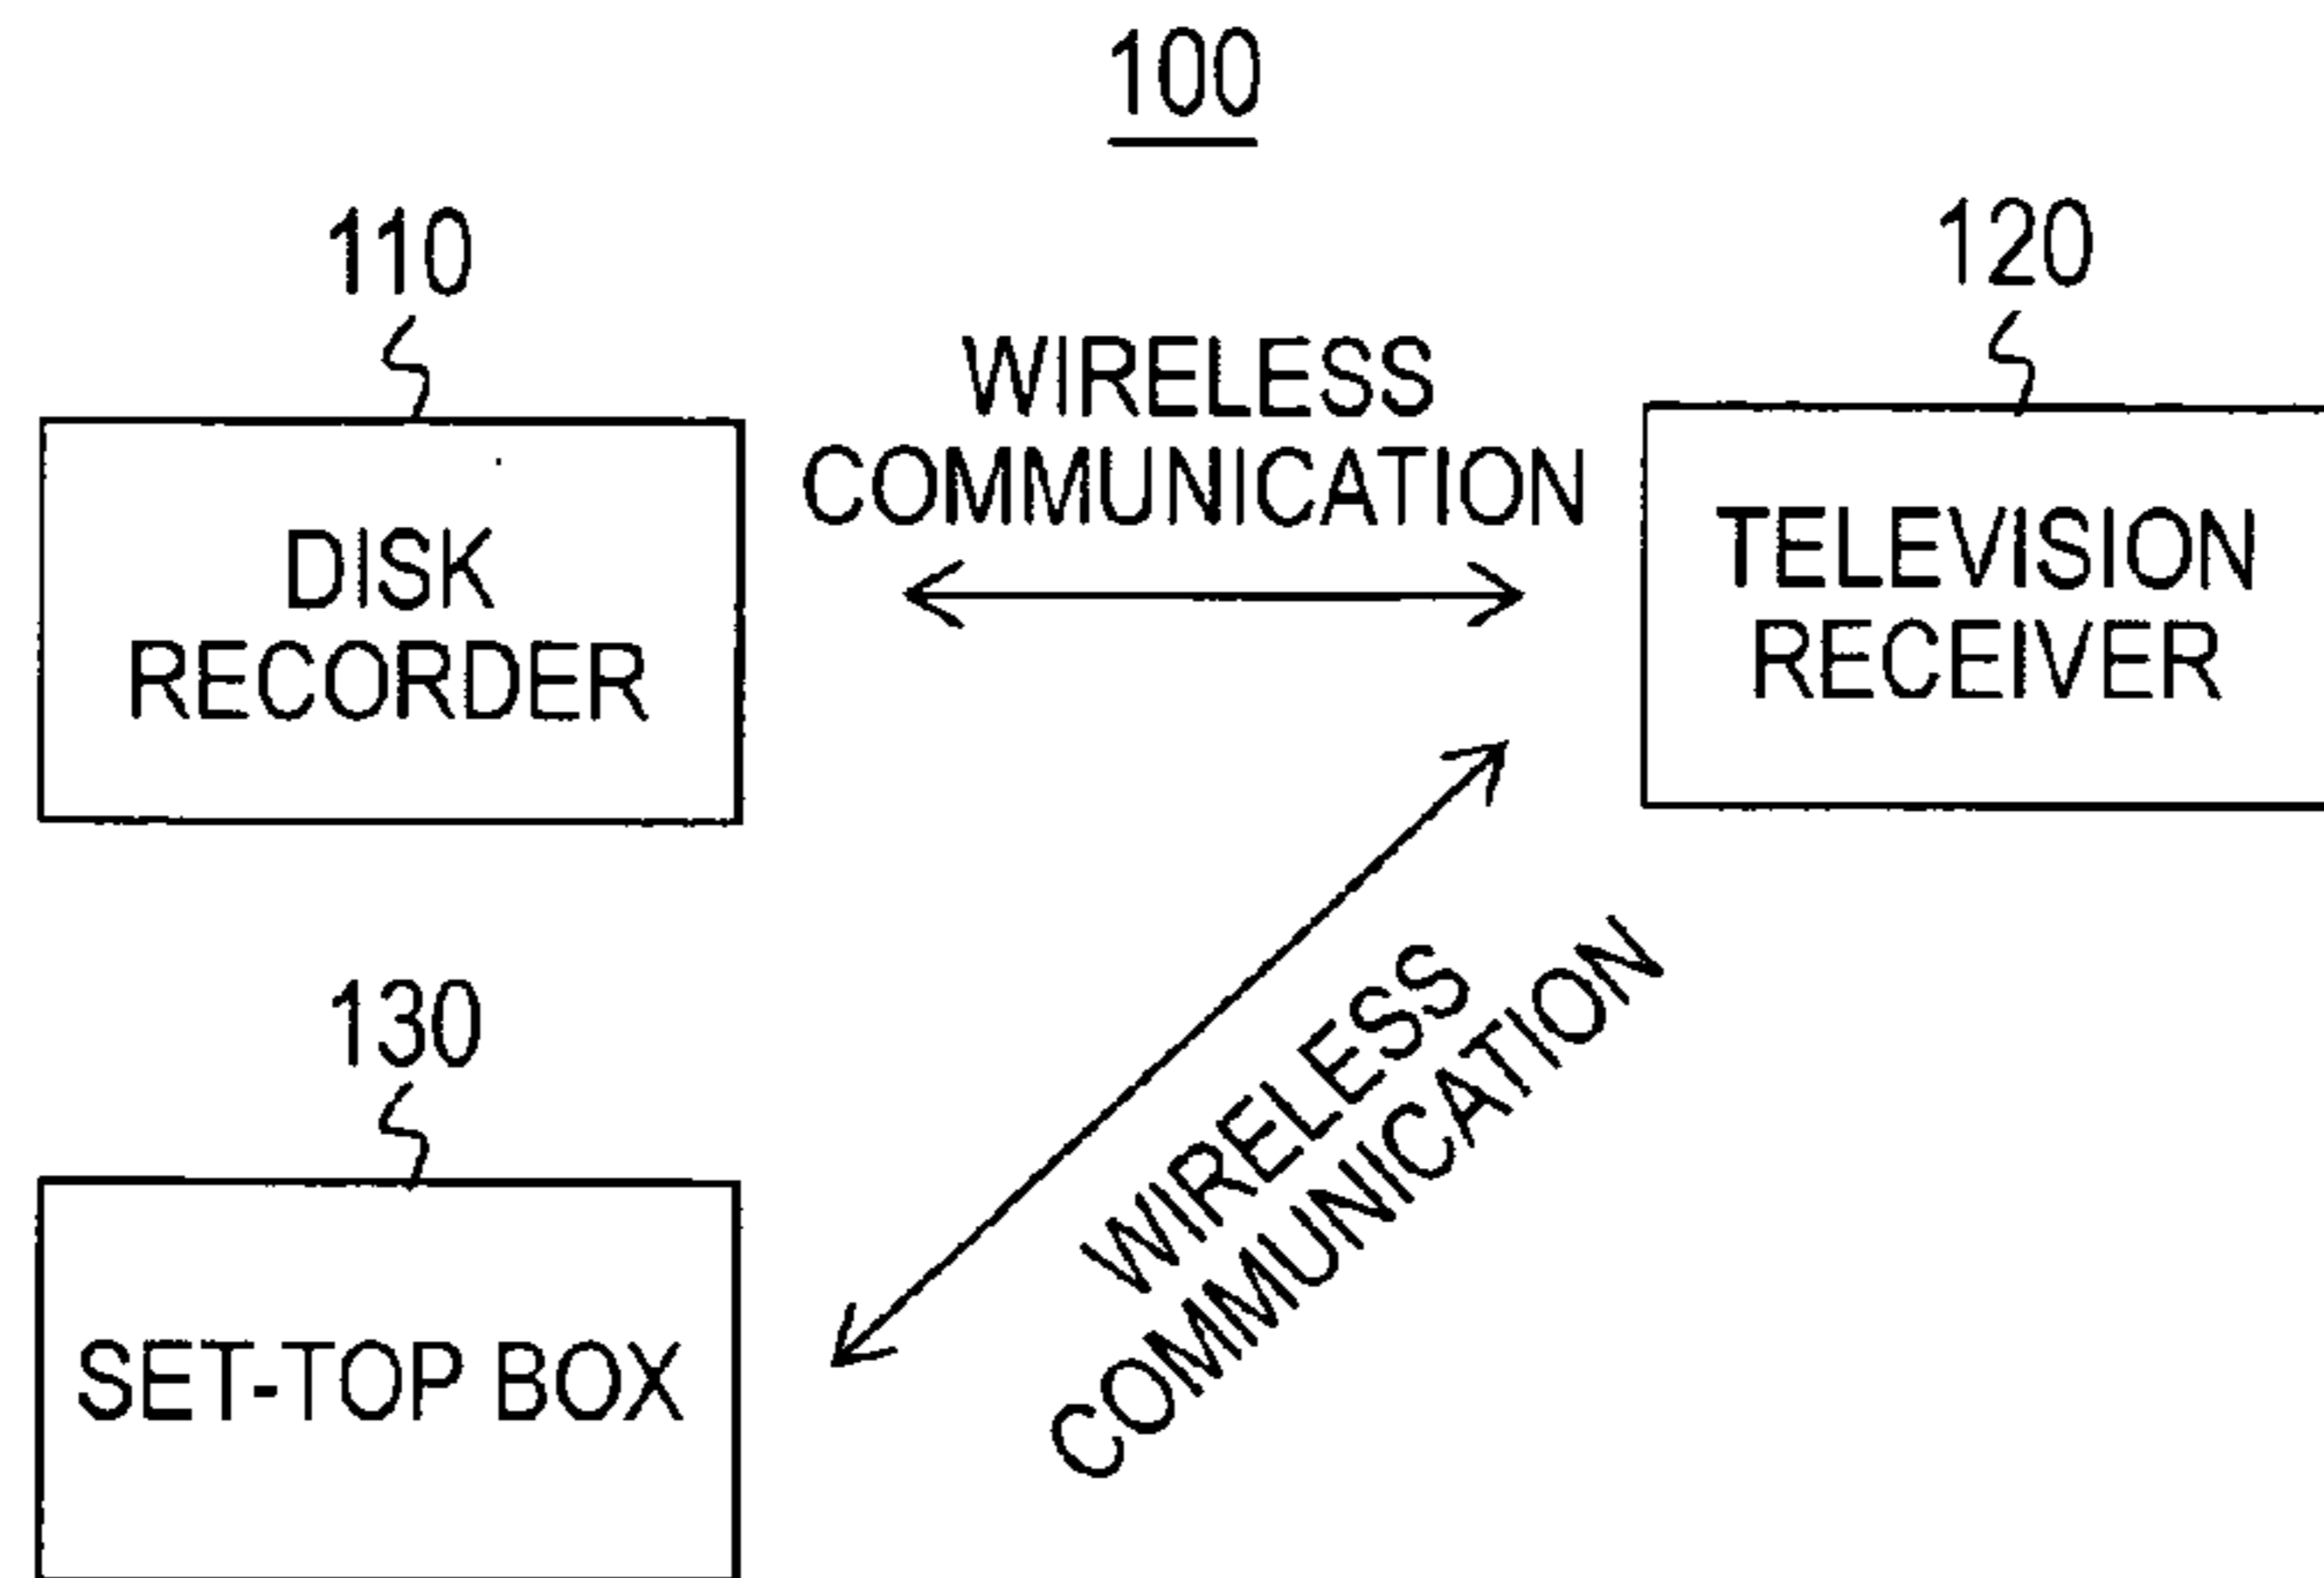 100
110
120
WIRELESS
COMMUNICATION
DISK
RECORDER
TELEVISION
RECEIVER
130
SET-TOP BOX
WIRELESS
COMMUNICATION